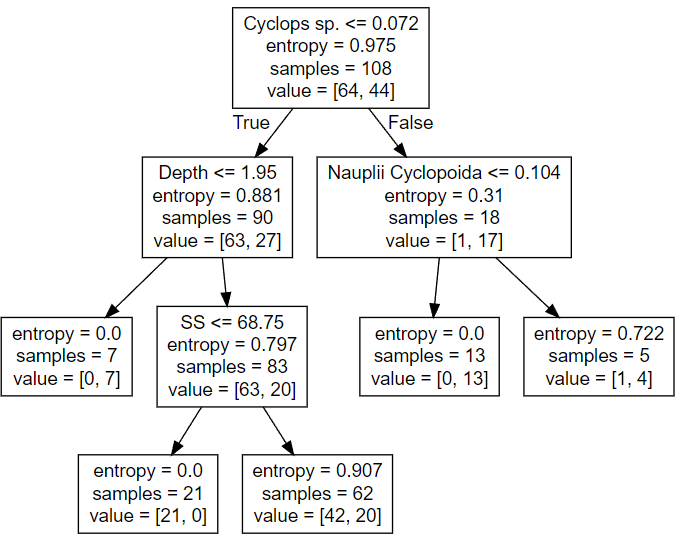 Cyclops sp. <= 0.072
entropy = 0.975
samples = 108
value = [64, 44]
True
False
Depth <= 1.95
entropy = 0.881
samples = 90
value = [63, 27]
Nauplii Cyclopoida <= 0.104
entropy = 0.31
samples = 18
value = [1, 17]
entropy = 0.0
samples = 7
value = [0, 7]
SS <= 68.75
entropy = 0.797
samples = 83
value = [63, 20]
entropy = 0.0
samples = 13
value = [0, 13]
entropy = 0.722
samples = 5
value = [1, 4]
entropy = 0.0
samples = 21
value = [21, 0]
entropy = 0.907
samples = 62
value = [42, 20]